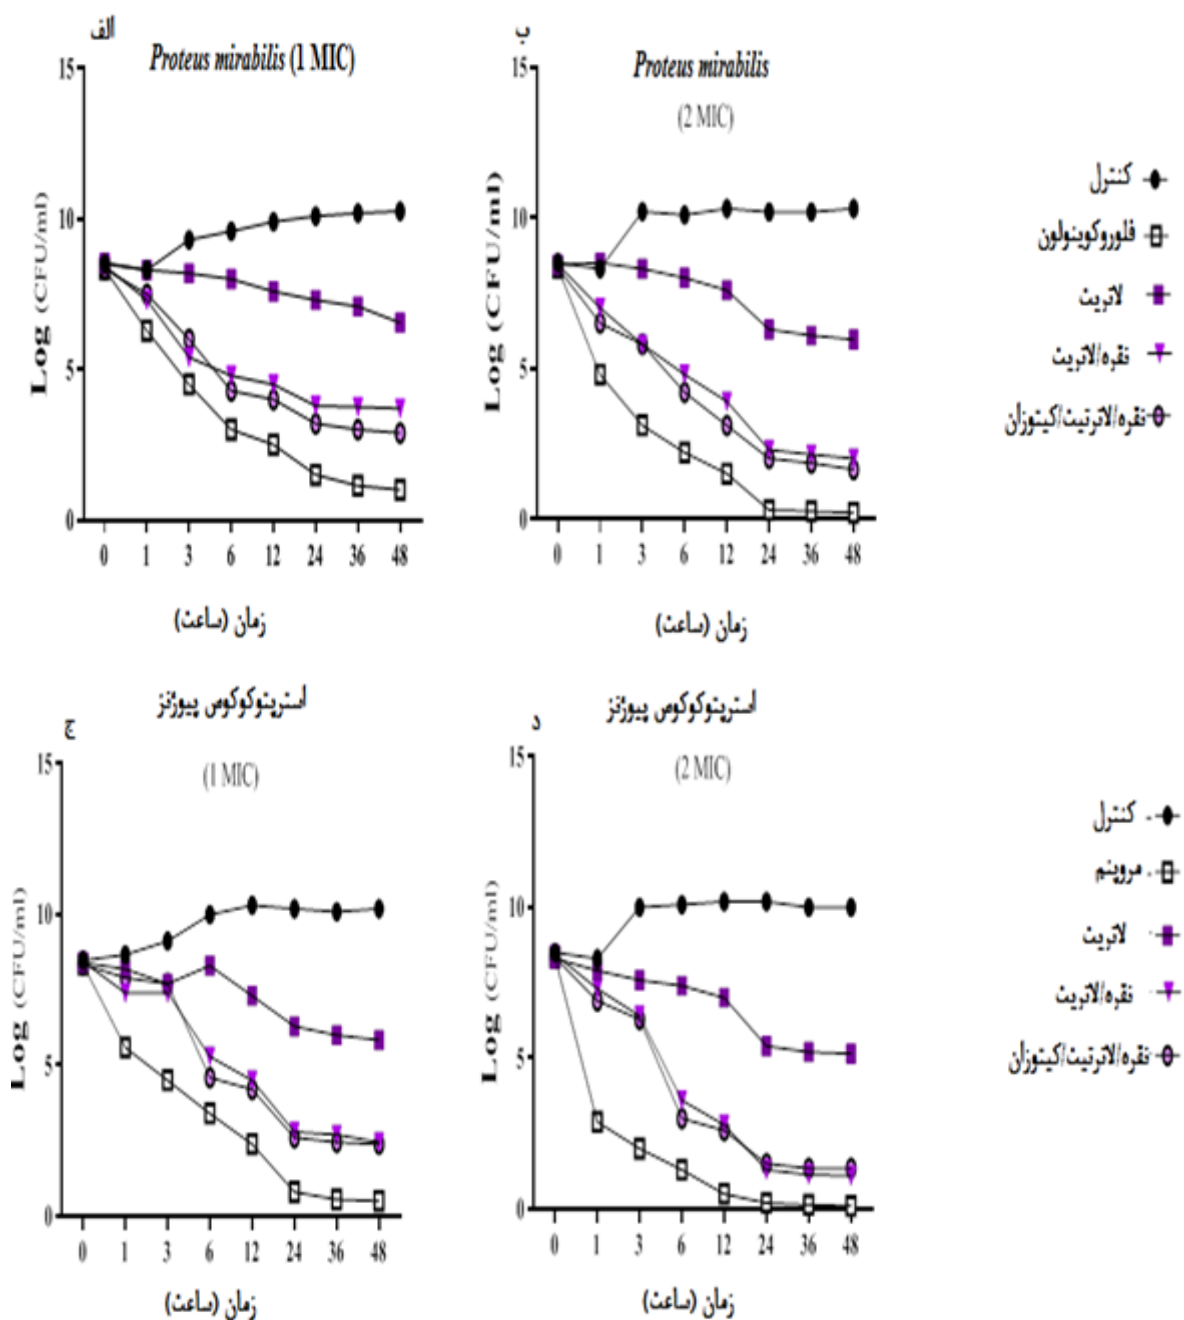 الف
Proteus mirabilis (1 MIC)
15
10
5
0
Log (CFU/ml)
0 1 3 6 12 24 36 48
زمان (ساعت)
ب
Proteus mirabilis
(2 MIC)
15
10
5
0
Log (CFU/ml)
0 1 3 6 12 24 36 48
زمان (ساعت)
کنترل
فلوروکوینولون
لاتریت
نقره/لاتریت
نقره/لاترتیت/کیتوزان
ج
استرپتوکوکوس پیوژنز
(1 MIC)
15
10
5
0
Log (CFU/ml)
0 1 3 6 12 24 36 48
زمان (ساعت)
د
استرپتوکوکوس پیوژنز
(2 MIC)
15
10
5
0
Log (CFU/ml)
0 1 3 6 12 24 36 48
زمان (ساعت)
کنترل
مروپنم
لاتریت
نقره/لاتریت
نقره/لاترتیت/کیتوزان